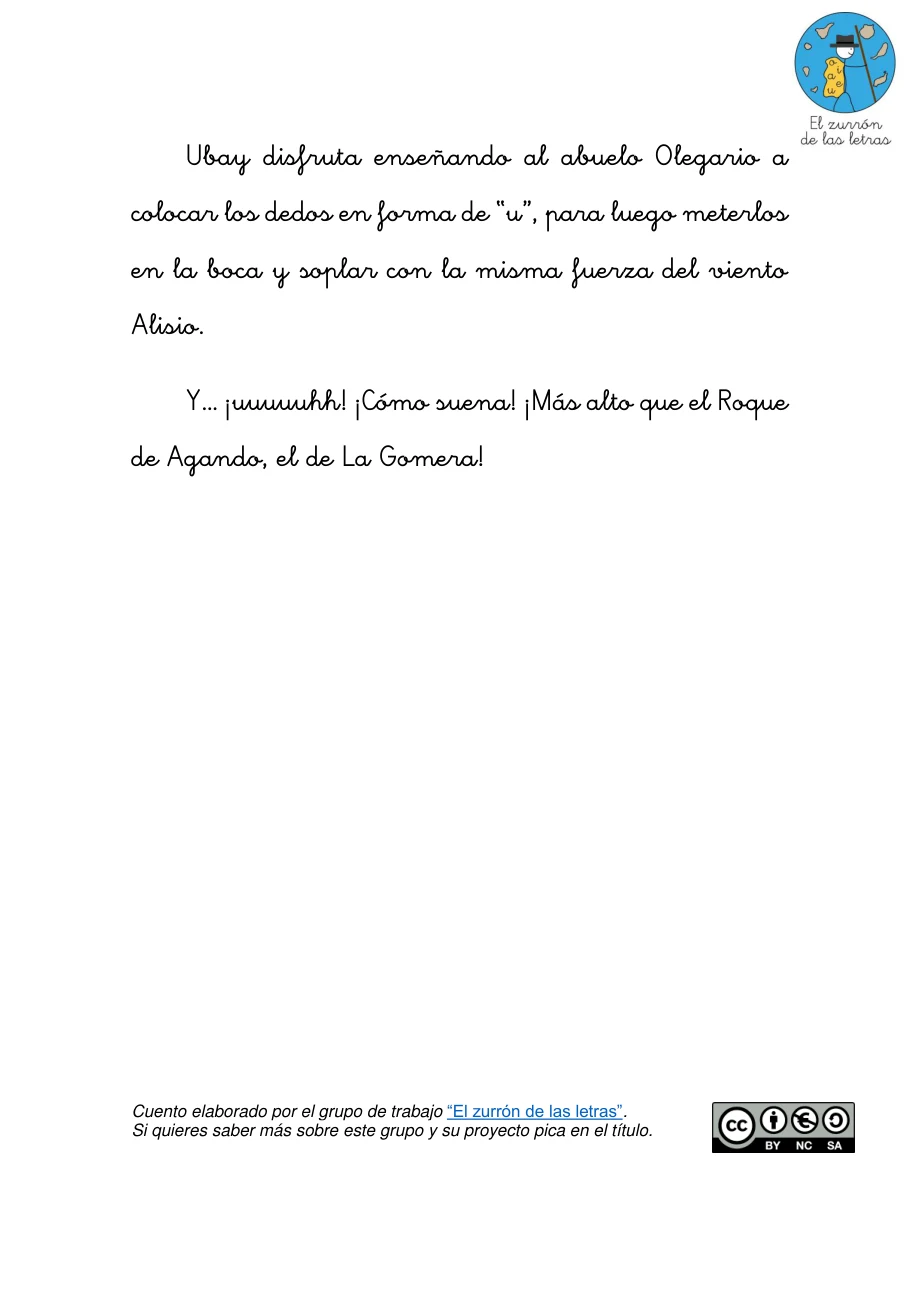 El zurrón
de las letras
Ubay disfruta enseñando al abuelo Olegario a
colocar los dedos en forma de “u”, para luego meterlos
en la boca y soplar con la misma fuerza del viento
Alisio.
Y... ¡uuuuuhh! ¡Cómo suena! ¡Más alto que el Roque
de Agando, el de La Gomera!
Cuento elaborado por el grupo de trabajo “El zurrón de las letras”.
Si quieres saber más sobre este grupo y su proyecto pica en el título.
cc
BY NC SA